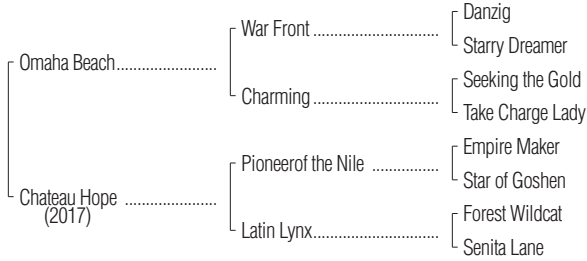 Danzig
War Front ..........................
Starry Dreamer
Omaha Beach.....................
Seeking the Gold
Charming ..........................
Take Charge Lady
Empire Maker
Pioneerof the Nile ..............
Star of Goshen
Chateau Hope ...................
(2017)
Forest Wildcat
Latin Lynx..........................
Senita Lane